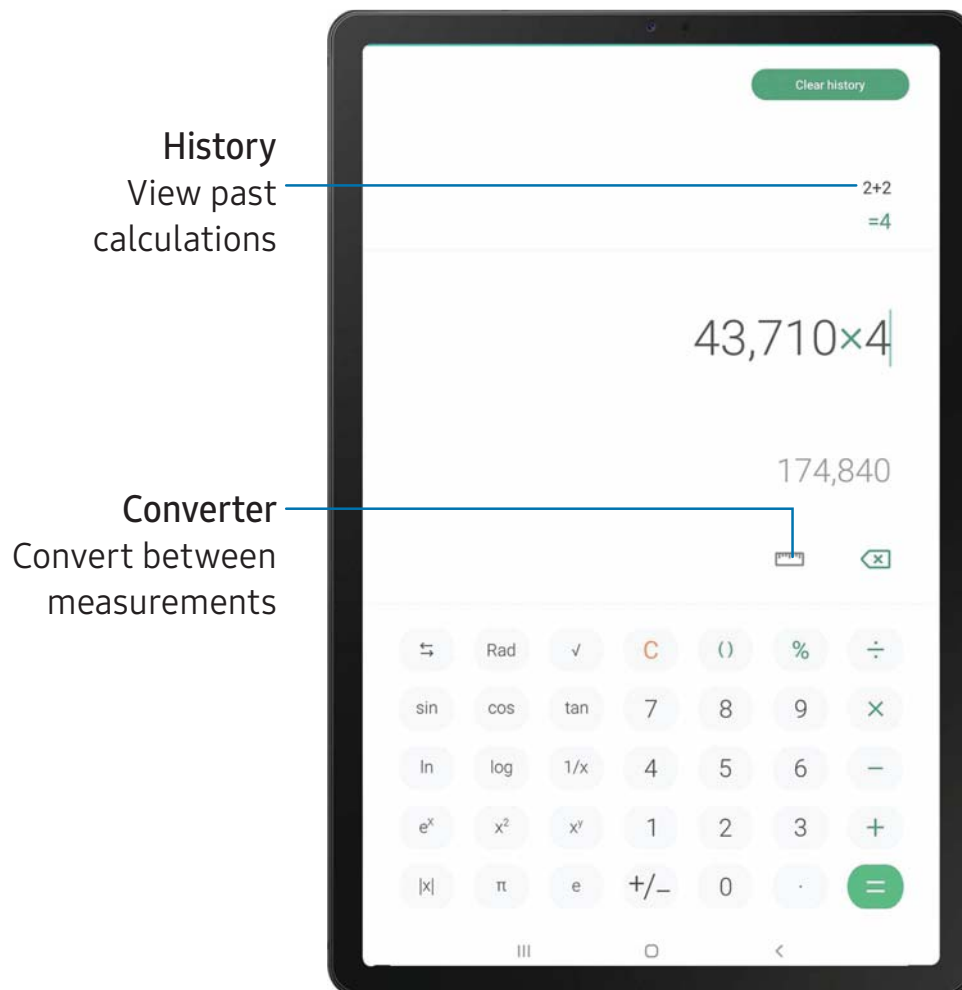 Clear history
History
View past
calculations
2+2
=4
43,710×4
174,840
Converter
Convert between
measurements
⇆ Rad √ C () % ÷
sin cos tan 7 8 9 ×
ln log 1/x 4 5 6 −
eˣ x² xʸ 1 2 3 +
|x| π e +/− 0 . =